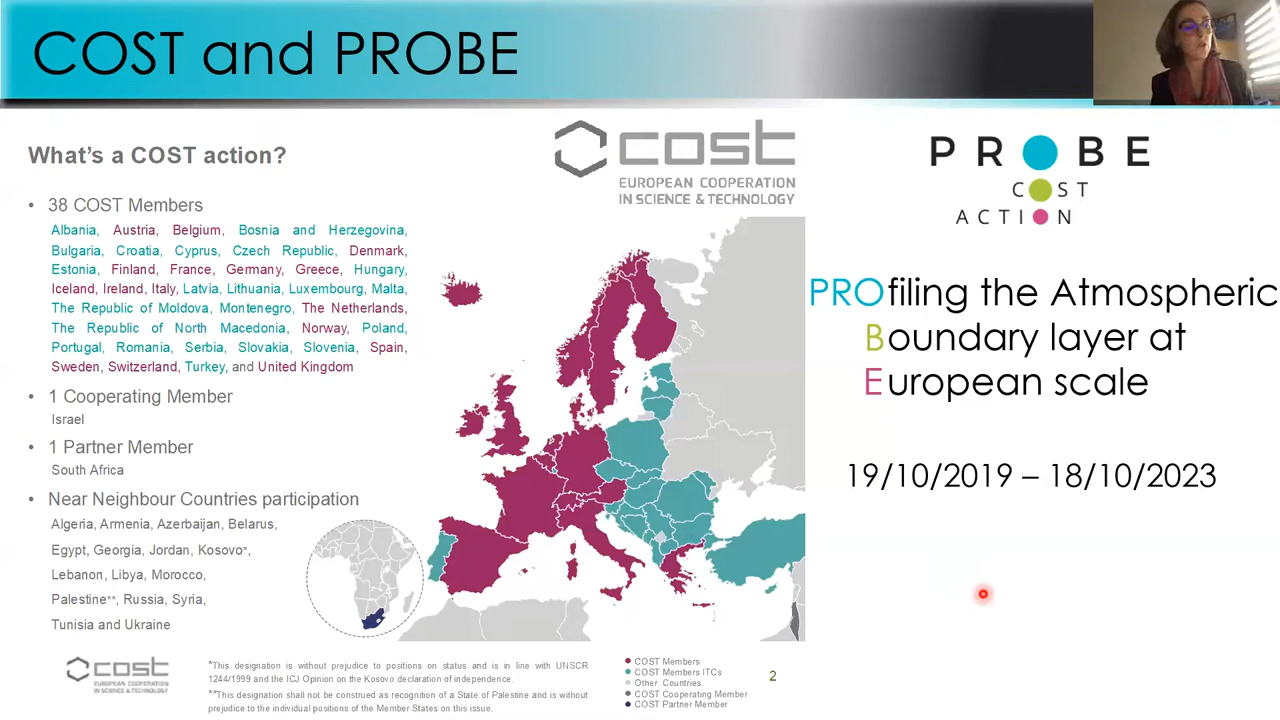 COST and PROBE
What's a COST action?
• 38 COST Members
Albania, Austria, Belgium, Bosnia and Herzegovina,
Bulgaria, Croatia, Cyprus, Czech Republic, Denmark,
Estonia, Finland, France, Germany, Greece, Hungary,
Iceland, Ireland, Italy, Latvia, Lithuania, Luxembourg, Malta,
The Republic of Moldova, Montenegro, The Netherlands,
The Republic of North Macedonia, Norway, Poland,
Portugal, Romania, Serbia, Slovakia, Slovenia, Spain,
Sweden, Switzerland, Turkey, and United Kingdom
• 1 Cooperating Member
Israel
• 1 Partner Member
South Africa
• Near Neighbour Countries participation
Algeria, Armenia, Azerbaijan, Belarus,
Egypt, Georgia, Jordan, Kosovo*,
Lebanon, Libya, Morocco,
Palestine**, Russia, Syria,
Tunisia and Ukraine
cost
EUROPEAN COOPERATION
IN SCIENCE & TECHNOLOGY
*This designation is without prejudice to positions on status and is in line with UNSCR
1244/1999 and the ICJ Opinion on the Kosovo declaration of independence.
**This designation shall not be construed as recognition of a State of Palestine and is without
prejudice to the individual positions of the Member States on this issue.
cost
EUROPEAN COOPERATION
IN SCIENCE & TECHNOLOGY
COST Members
COST Members ITCs
Other Countries
COST Cooperating Member
COST Partner Member
2
PROBE
COST
ACTION
PROfiling the Atmospheric
Boundary layer at
European scale
19/10/2019 – 18/10/2023